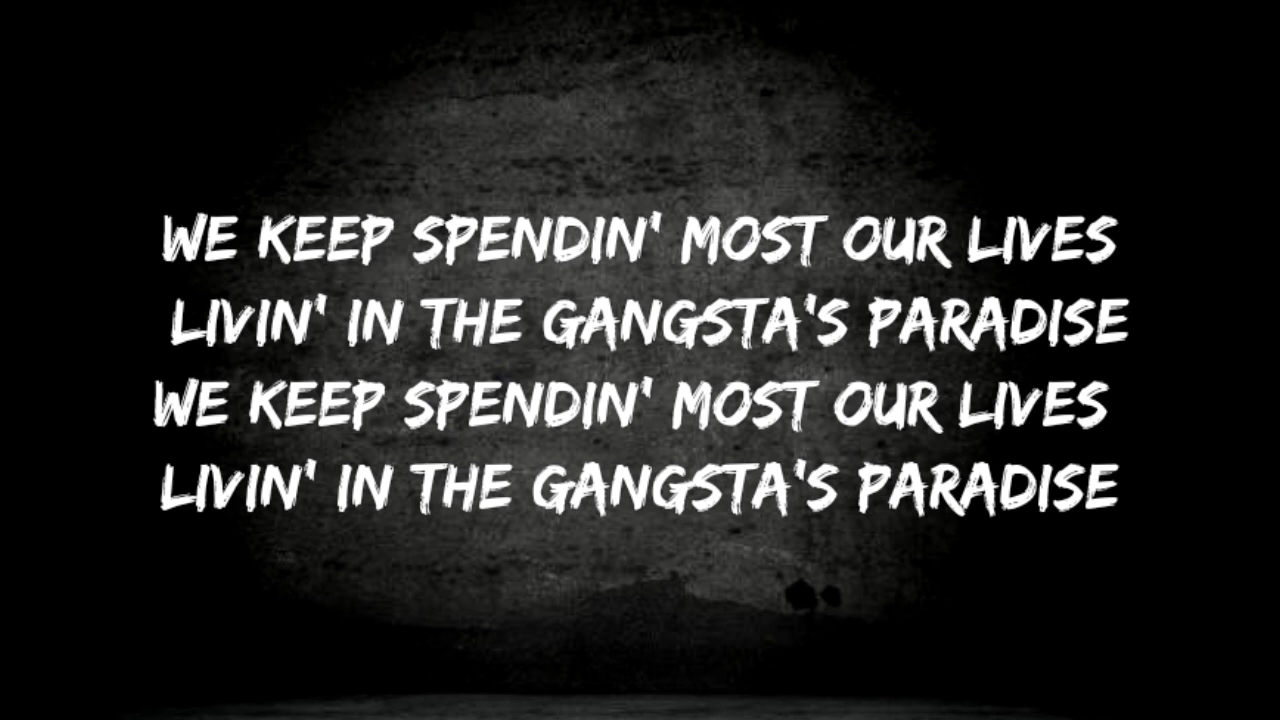 WE KEEP SPENDIN' MOST OUR LIVES
LIVIN' IN THE GANGSTA'S PARADISE
WE KEEP SPENDIN' MOST OUR LIVES
LIVIN' IN THE GANGSTA'S PARADISE